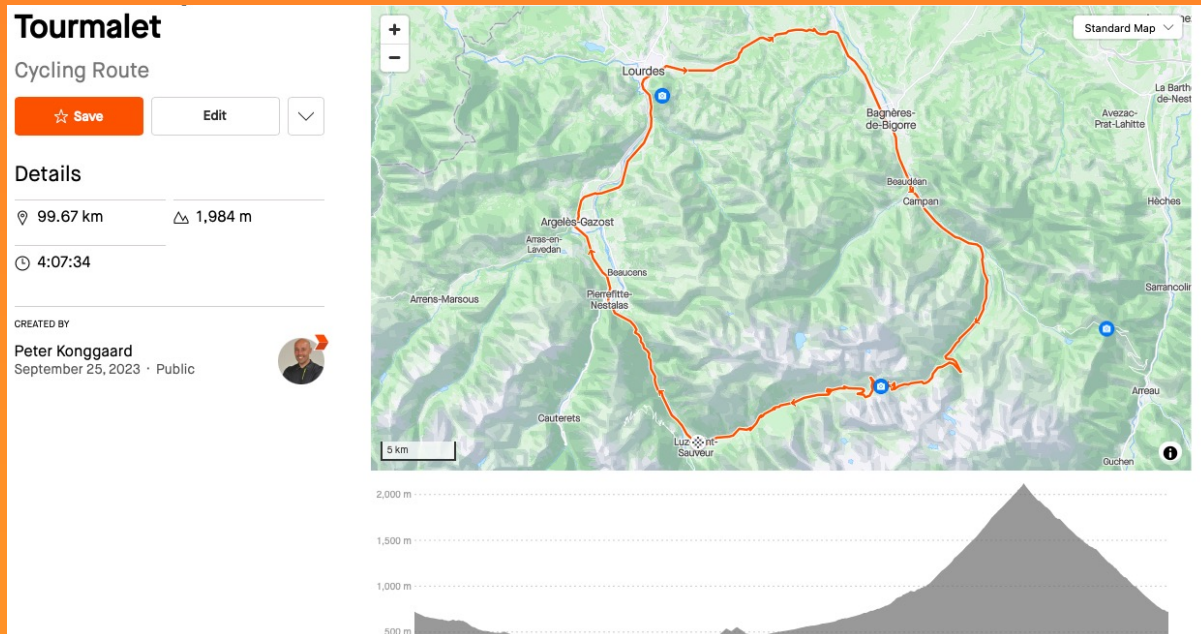 Tourmalet
Cycling Route
Save
Edit
Details
99.67 km
1,984 m
4:07:34
CREATED BY
Peter Konggaard
September 25, 2023 · Public
+
−
Standard Map
Lourdes
La Barth
de-Nest
Bagnères-
de-Bigorre
Avezac-
Prat-Lahitte
Beaudéan
Campan
Hèches
Argelès-Gazost
Arras-en-
Lavedan
Beaucens
Arrens-Marsous
Pierrefitte-
Nestalas
Sarrancolin
Arreau
Cauterets
Luz
nt-
Sauveur
5 km
Guchen
2,000 m
1,500 m
1,000 m
500 m